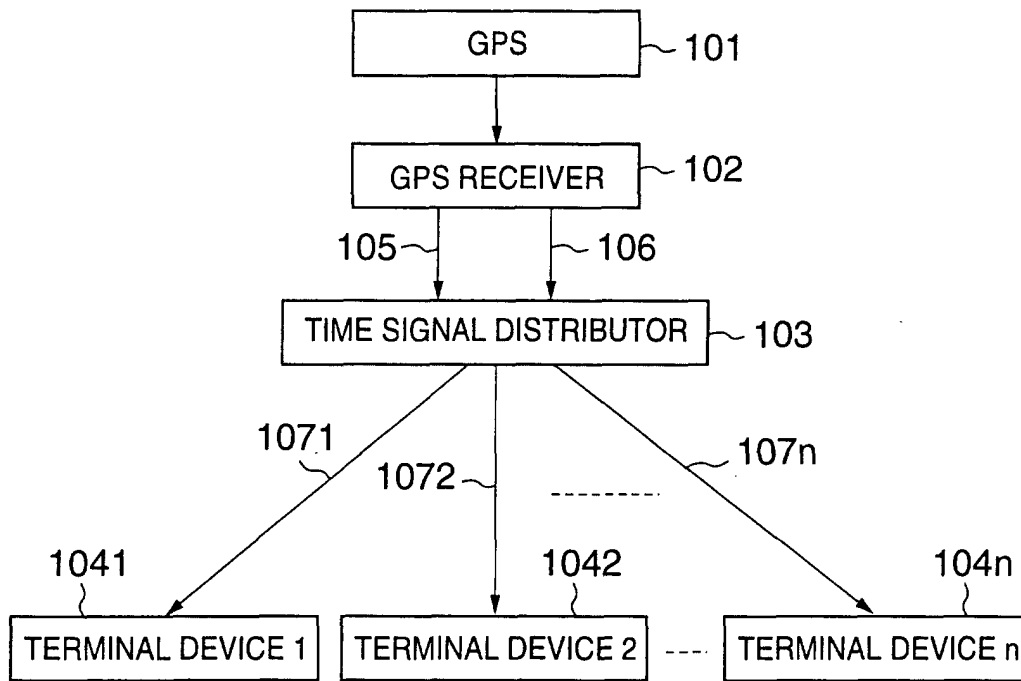 GPS
101
GPS RECEIVER
102
105
106
TIME SIGNAL DISTRIBUTOR
103
1071
1072
107n
1041
1042
104n
TERMINAL DEVICE 1
TERMINAL DEVICE 2
TERMINAL DEVICE n